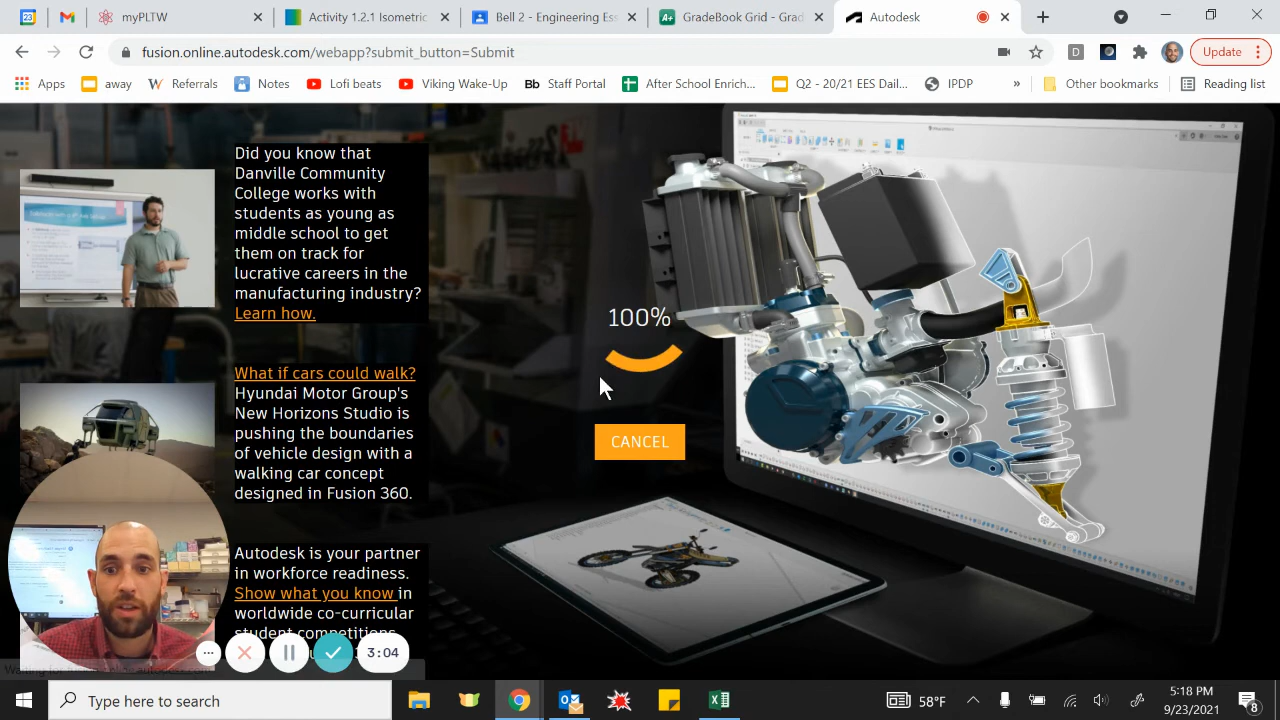 23
myPLTW
Activity 1.2.1 Isometric
Bell 2 - Engineering Ess
A+
GradeBook Grid - Grad
Autodesk
fusion.online.autodesk.com/webapp?submit_button=Submit
D
Update
Apps
away
Referrals
Notes
Lofi beats
Viking Wake-Up
Bb
Staff Portal
After School Enrich...
Q2 - 20/21 EES Dail...
IPDP
»
Other bookmarks
Reading list
Did you know that
Danville Community
College works with
students as young as
middle school to get
them on track for
lucrative careers in the
manufacturing industry?
Learn how.
100%
CANCEL
What if cars could walk?
Hyundai Motor Group's
New Horizons Studio is
pushing the boundaries
of vehicle design with a
walking car concept
designed in Fusion 360.
Autodesk is your partner
in workforce readiness.
Show what you know in
worldwide co-curricular
student competitions
3:04
Type here to search
58°F
5:18 PM
9/23/2021
8